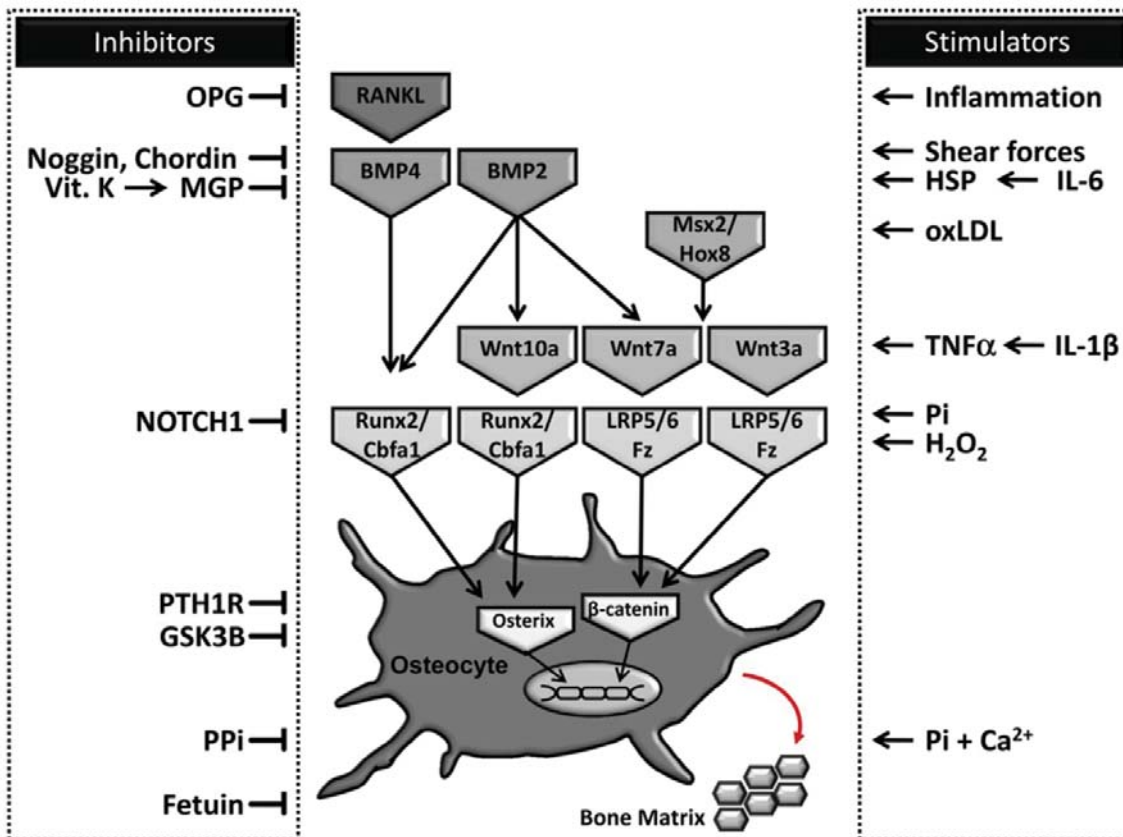 Inhibitors
OPG
Noggin, Chordin
Vit. K → MGP
NOTCH1
PTH1R
GSK3B
PPi
Fetuin
RANKL
BMP4 BMP2
Msx2/
Hox8
Wnt10a Wnt7a Wnt3a
Runx2/ Runx2/ LRP5/6 LRP5/6
Cbfa1 Cbfa1 Fz Fz
Osterix β-catenin
Osteocyte
Bone Matrix
Stimulators
← Inflammation
← Shear forces
← HSP ← IL-6
← oxLDL
← TNFα ← IL-1β
← Pi
← H₂O₂
← Pi + Ca²⁺